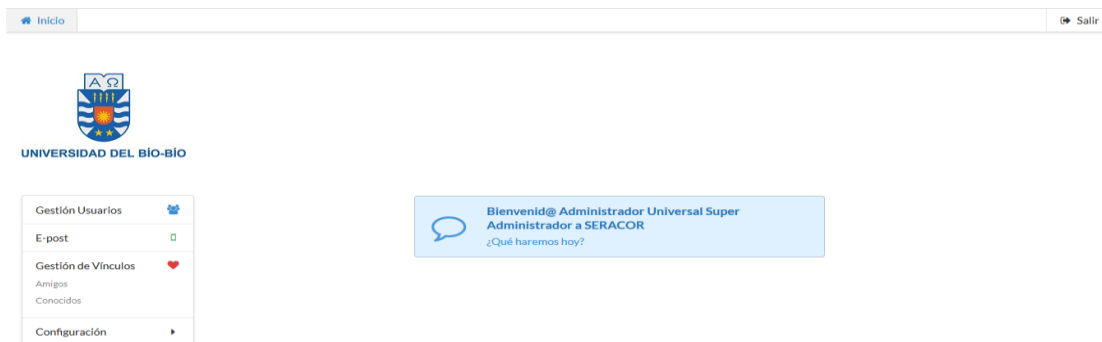 Inicio
Salir
Α Ω
UNIVERSIDAD DEL BÍO-BÍO
Gestión Usuarios
E-post
Gestión de Vínculos
Amigos
Conocidos
Configuración
Bienvenid@ Administrador Universal Super
Administrador a SERACOR
¿Qué haremos hoy?